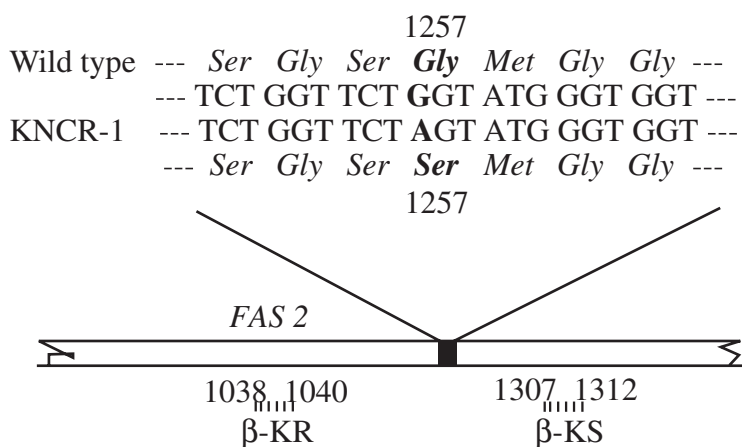 1257
Wild type --- Ser Gly Ser Gly Met Gly Gly ---
--- TCT GGT TCT GGT ATG GGT GGT ---
KNCR-1 --- TCT GGT TCT AGT ATG GGT GGT ---
--- Ser Gly Ser Ser Met Gly Gly ---
1257
FAS 2
1038 1040 1307 1312
β-KR β-KS